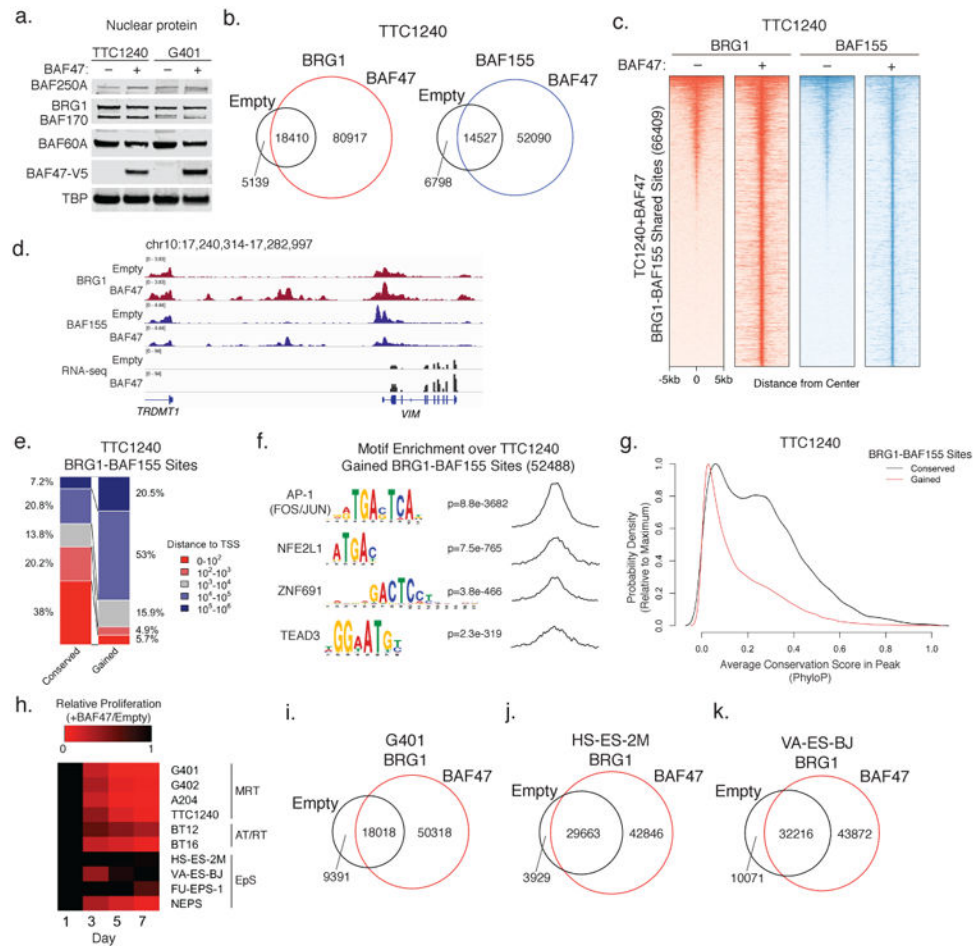 a.
Nuclear protein
TTC1240 G401
BAF47: − + − +
BAF250A
BRG1
BAF170
BAF60A
BAF47-V5
TBP
b.
TTC1240
BRG1
BAF47
Empty
18410
80917
5139
BAF155
BAF47
Empty
14527
52090
6798
c.
TTC1240
BRG1 BAF155
BAF47: − + − +
TC1240+BAF47
BRG1-BAF155 Shared Sites (66409)
-5kb 0 5kb
Distance from Center
d.
chr10:17,240,314-17,282,997
BRG1
Empty
BAF47
BAF155
Empty
BAF47
RNA-seq
Empty
BAF47
TRDMT1 VIM
e.
TTC1240
BRG1-BAF155 Sites
7.2%
20.8%
13.8%
20.2%
38%
20.5%
53%
15.9%
4.9%
5.7%
Distance to TSS
0-10²
10²-10³
10³-10⁴
10⁴-10⁵
10⁵-10⁶
Conserved
Gained
f.
Motif Enrichment over TTC1240
Gained BRG1-BAF155 Sites (52488)
AP-1
(FOS/JUN)
p=8.8e-3682
NFE2L1
p=7.5e-765
ZNF691
p=3.8e-466
TEAD3
p=2.3e-319
g.
TTC1240
BRG1-BAF155 Sites
Conserved
Gained
Probability Density
(Relative to Maximum)
1.0
0.8
0.6
0.4
0.2
0.0
0.0 0.2 0.4 0.6 0.8 1.0
Average Conservation Score in Peak
(PhyloP)
h.
Relative Proliferation
(+BAF47/Empty)
0 1
G401
G402
A204
TTC1240
MRT
BT12
BT16
AT/RT
HS-ES-2M
VA-ES-BJ
FU-EPS-1
NEPS
EpS
1 3 5 7
Day
i.
G401
BRG1
Empty
BAF47
18018
50318
9391
j.
HS-ES-2M
BRG1
Empty
BAF47
29663
42846
3929
k.
VA-ES-BJ
BRG1
Empty
BAF47
32216
43872
10071